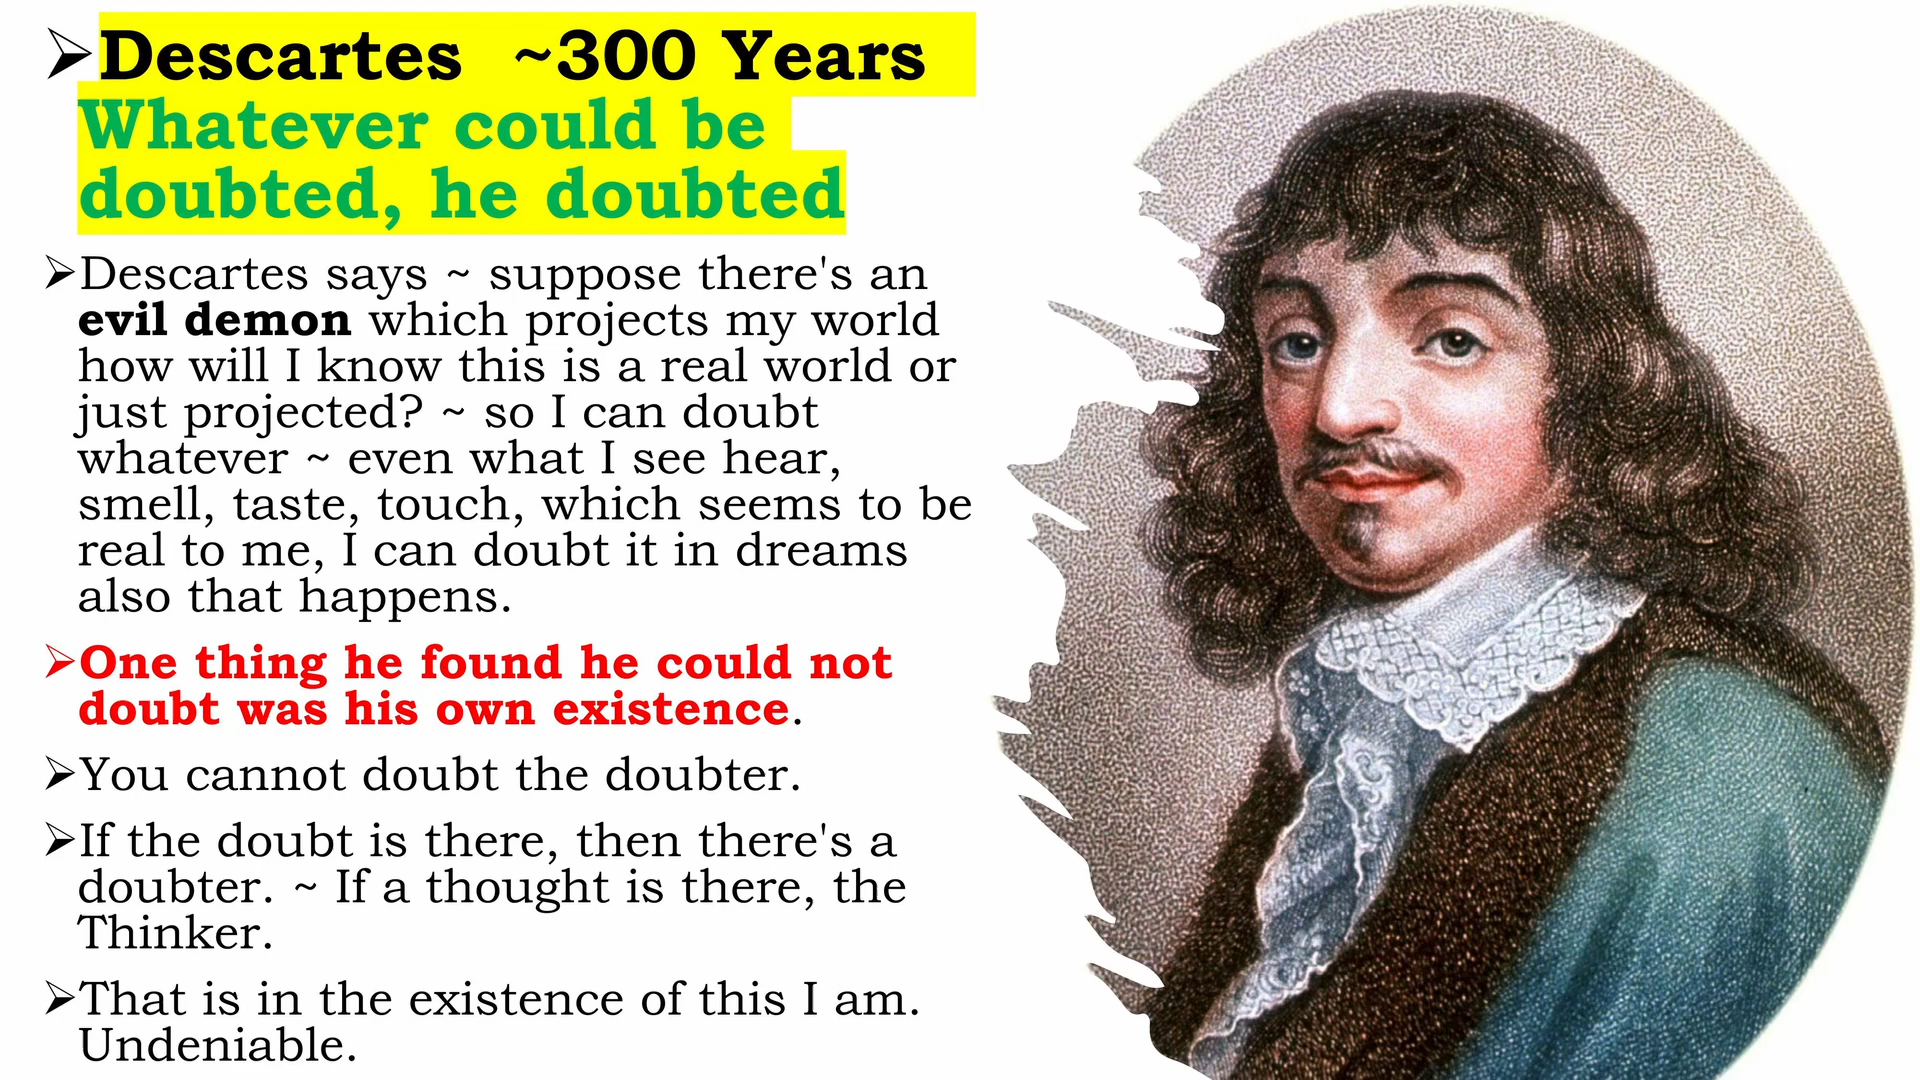 ➢Descartes ~300 Years
Whatever could be
doubted, he doubted
➢Descartes says ~ suppose there's an
evil demon which projects my world
how will I know this is a real world or
just projected? ~ so I can doubt
whatever ~ even what I see hear,
smell, taste, touch, which seems to be
real to me, I can doubt it in dreams
also that happens.
➢One thing he found he could not
doubt was his own existence.
➢You cannot doubt the doubter.
➢If the doubt is there, then there's a
doubter. ~ If a thought is there, the
Thinker.
➢That is in the existence of this I am.
Undeniable.